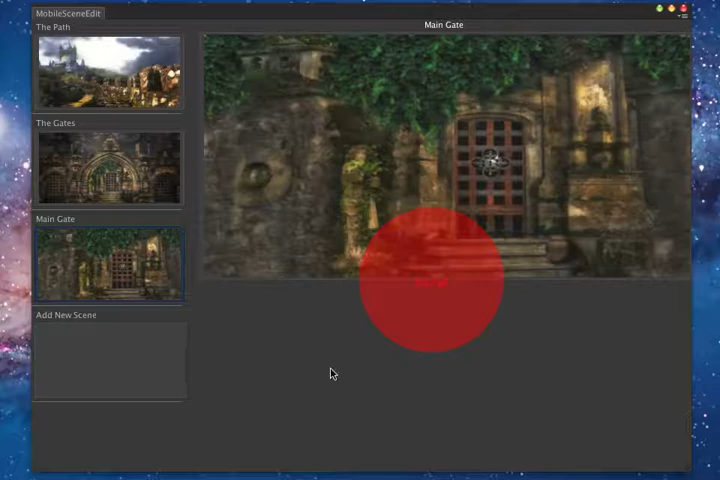 MobileSceneEdit
Main Gate
The Path
The Gates
Main Gate
Add New Scene